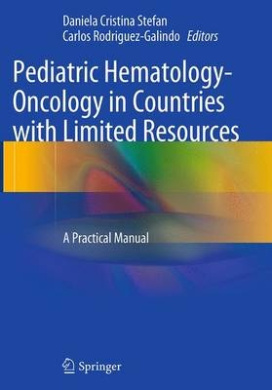 Daniela Cristina Stefan
Carlos Rodriguez-Galindo Editors
Pediatric Hematology-
Oncology in Countries
with Limited Resources
A Practical Manual
Springer